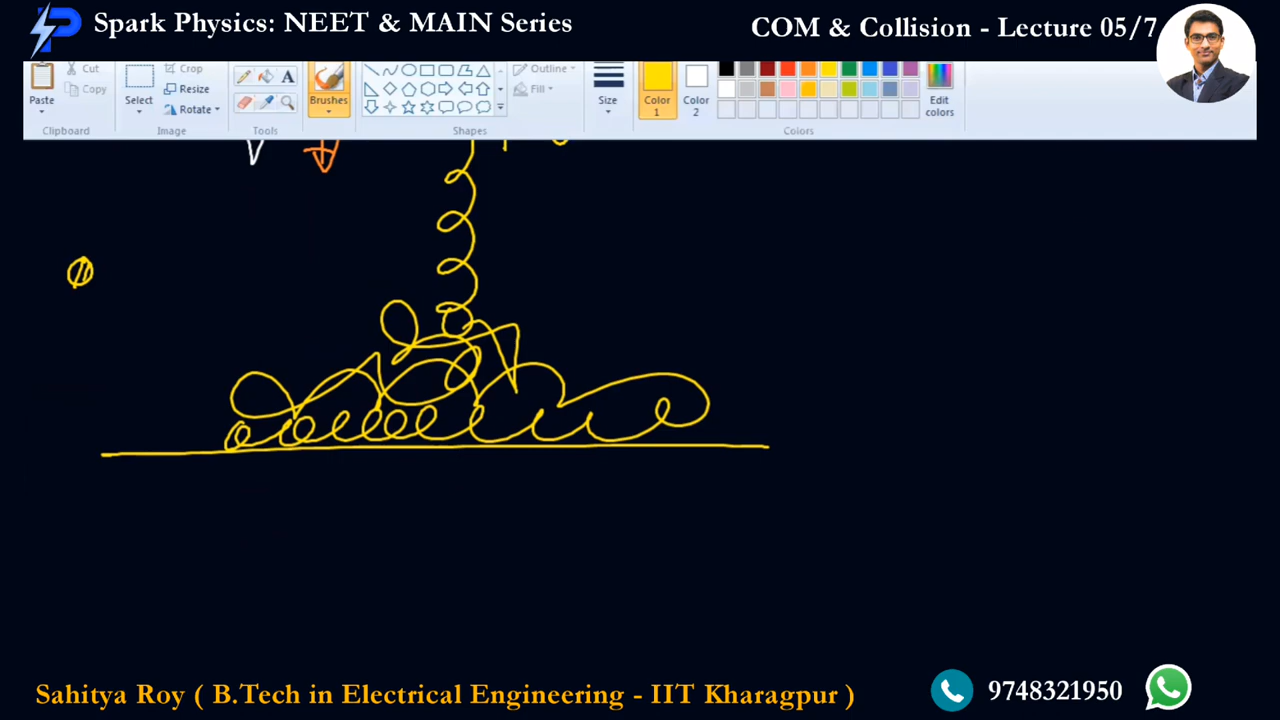 Spark Physics: NEET & MAIN Series
COM & Collision - Lecture 05/7
Paste
Cut
Copy
Clipboard
Select
Crop
Resize
Rotate
Image
A
Tools
Brushes
Shapes
Outline
Fill
Size
Color 1
Color 2
Edit colors
Colors
Sahitya Roy ( B.Tech in Electrical Engineering - IIT Kharagpur )
9748321950